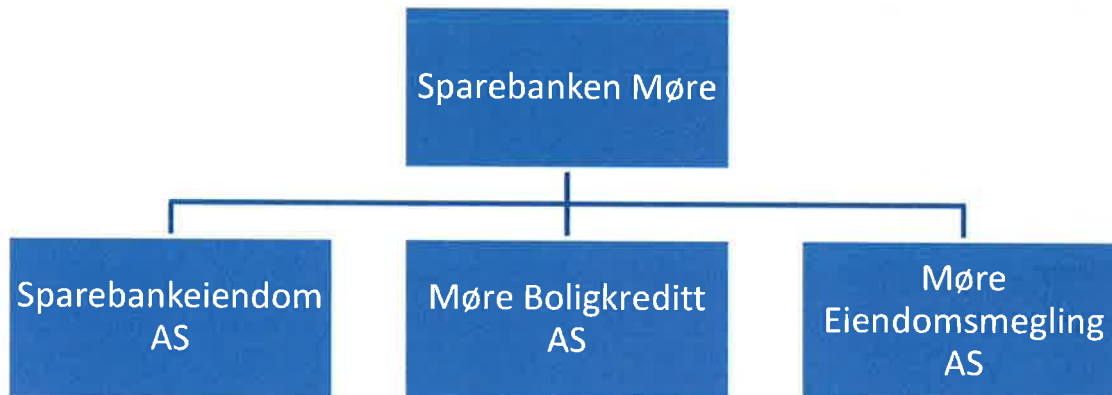 Sparebanken Møre
Sparebankeiendom
AS
Møre Boligkreditt
AS
Møre
Eiendomsmegling
AS